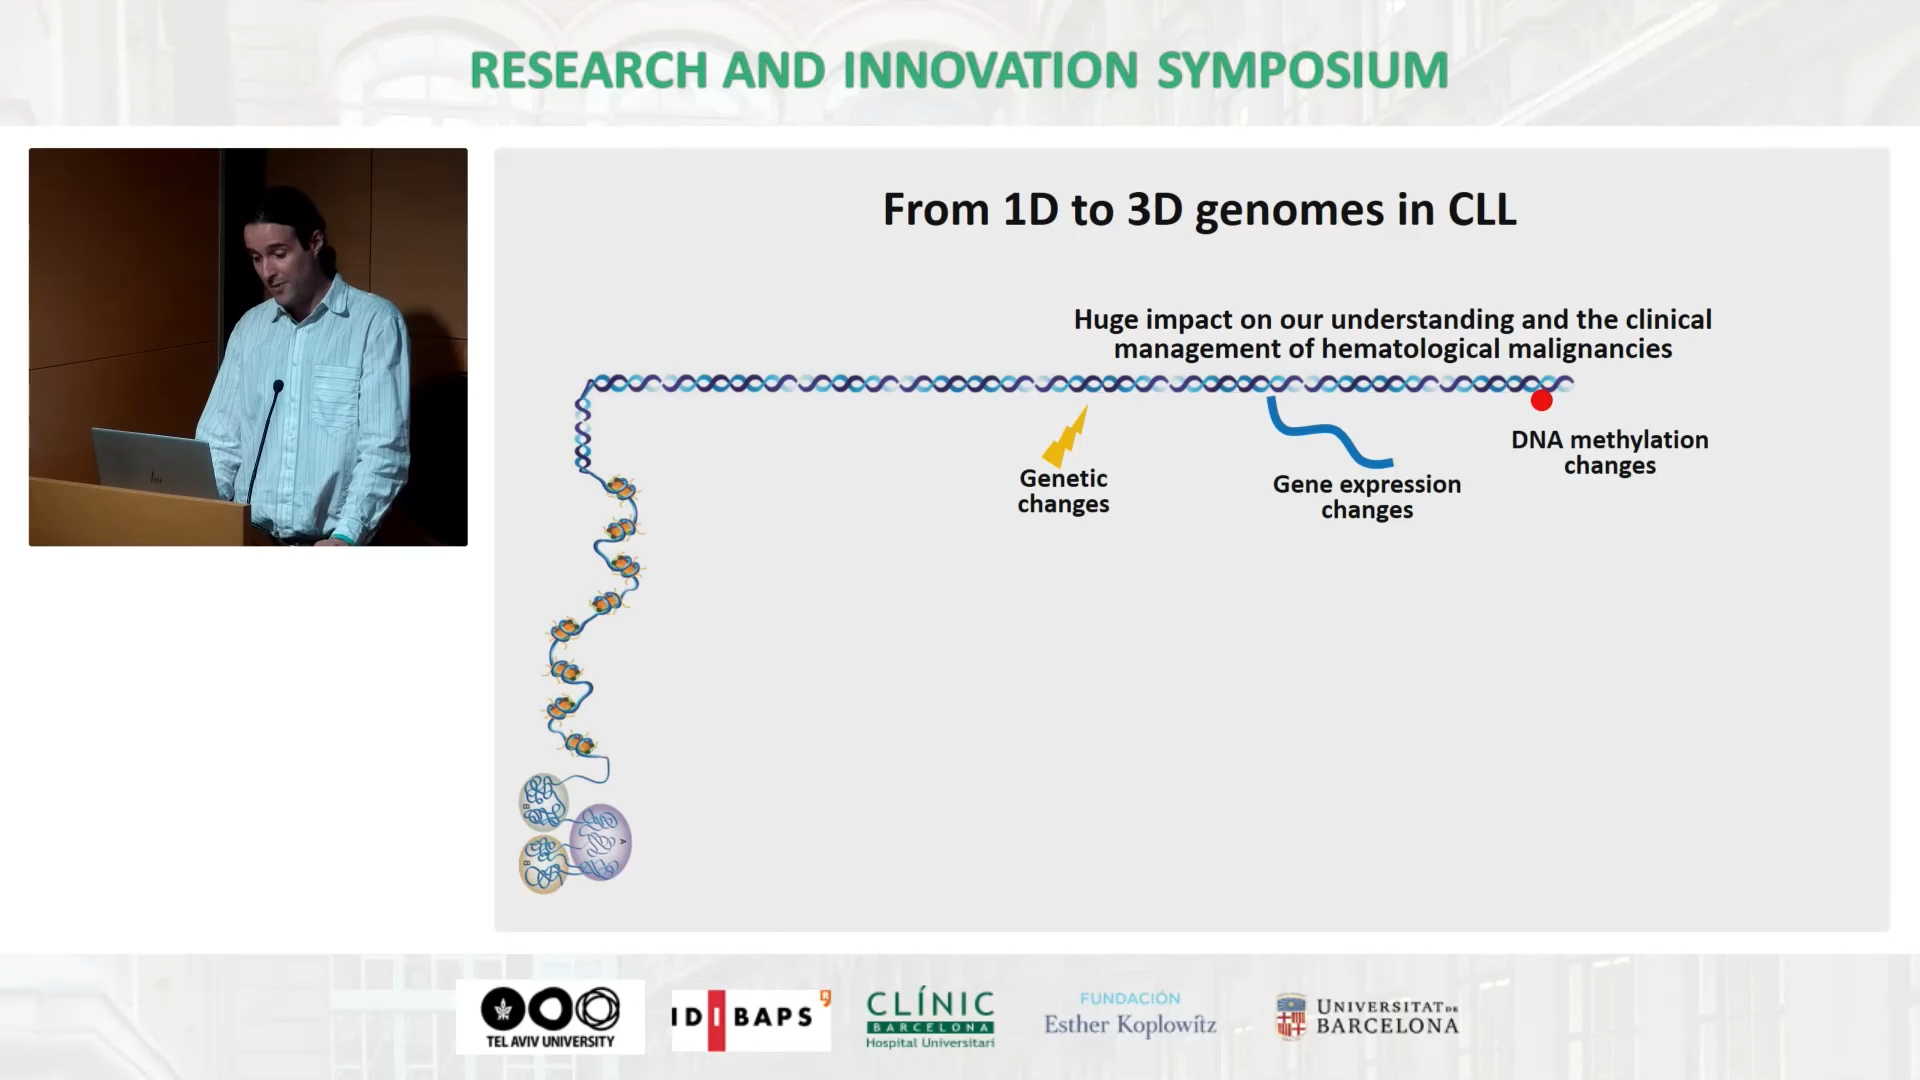 RESEARCH AND INNOVATION SYMPOSIUM
From 1D to 3D genomes in CLL
Huge impact on our understanding and the clinical
management of hematological malignancies
DNA methylation
changes
Genetic
changes
Gene expression
changes
B
A
B
hp
TEL AVIV UNIVERSITY
IDIBAPS
CLÍNIC
BARCELONA
Hospital Universitari
FUNDACIÓN
Esther Koplowitz
UNIVERSITAT DE
BARCELONA